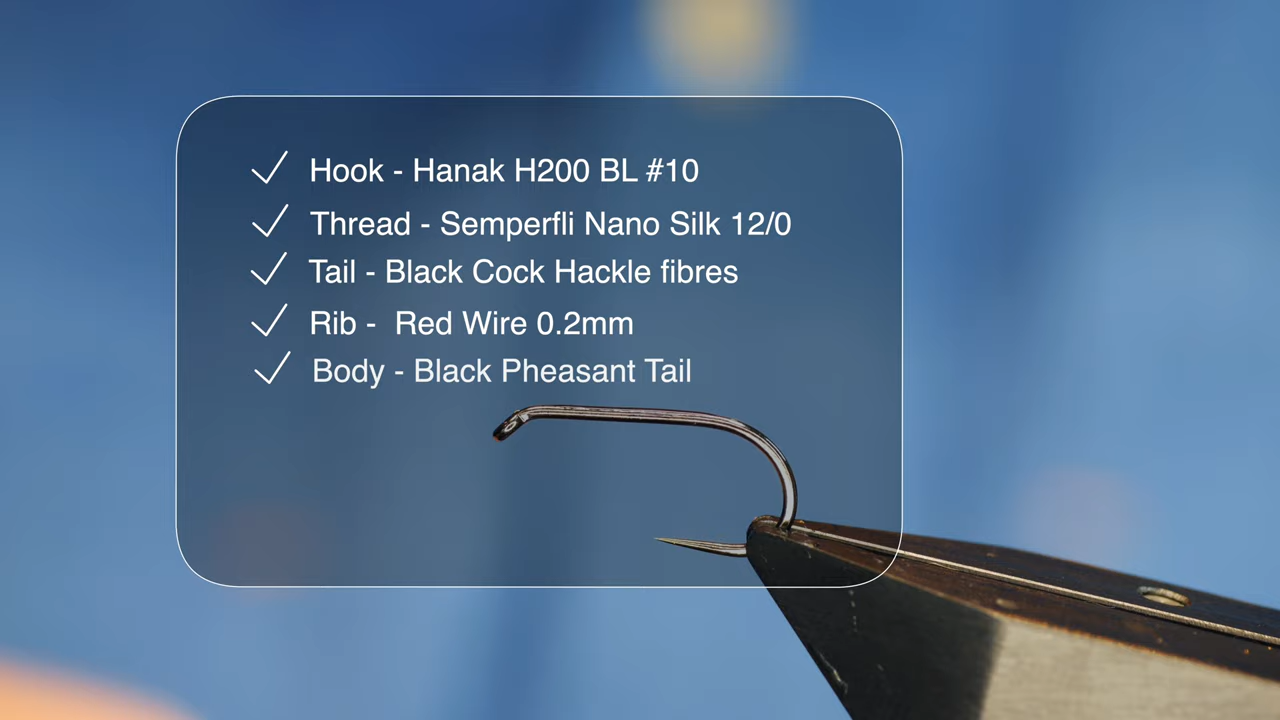 Hook - Hanak H200 BL #10
Thread - Semperfli Nano Silk 12/0
Tail - Black Cock Hackle fibres
Rib - Red Wire 0.2mm
Body - Black Pheasant Tail